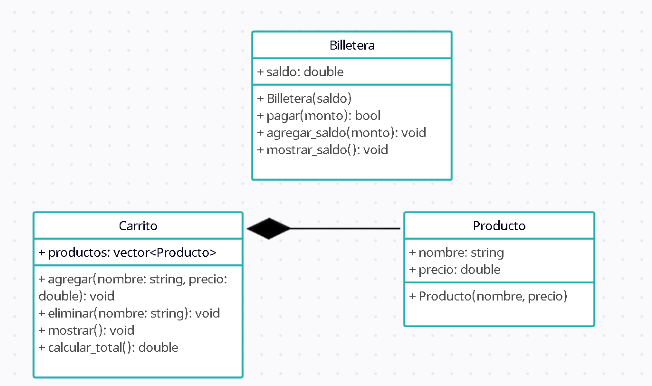 Billetera
+ saldo: double
+ Billetera(saldo)
+ pagar(monto): bool
+ agregar_saldo(monto): void
+ mostrar_saldo(): void
Carrito
+ productos: vector<Producto>
+ agregar(nombre: string, precio:
double): void
+ eliminar(nombre: string): void
+ mostrar(): void
+ calcular_total(): double
Producto
+ nombre: string
+ precio: double
+ Producto(nombre, precio)